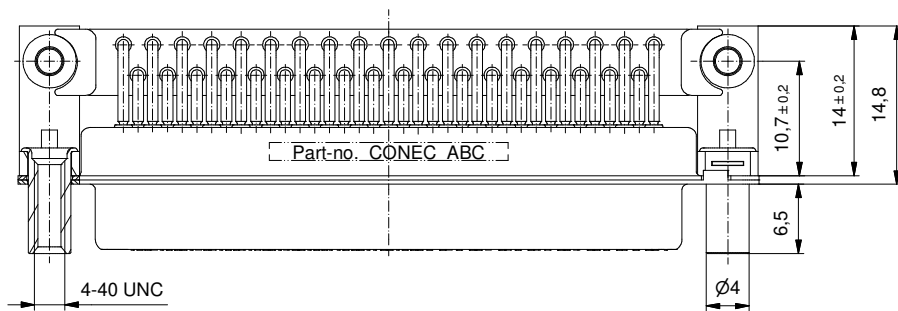 Part-no. CONEC ABC
10,7±0,2
14±0,2
14,8
6,5
4-40 UNC
Ø4